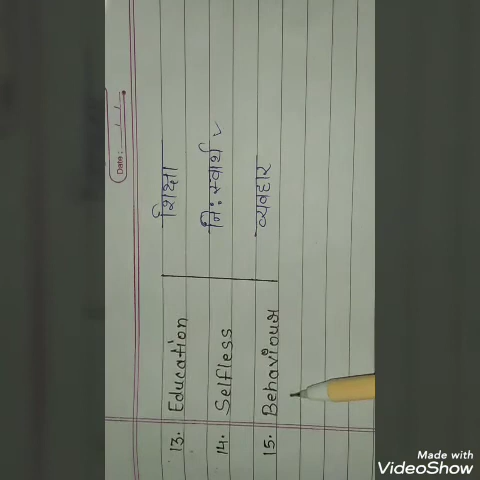 Date:
13. Education शिक्षा
14. Selfless नि:स्वार्थ
15. Behaviour व्यवहार
Made with
VideoShow